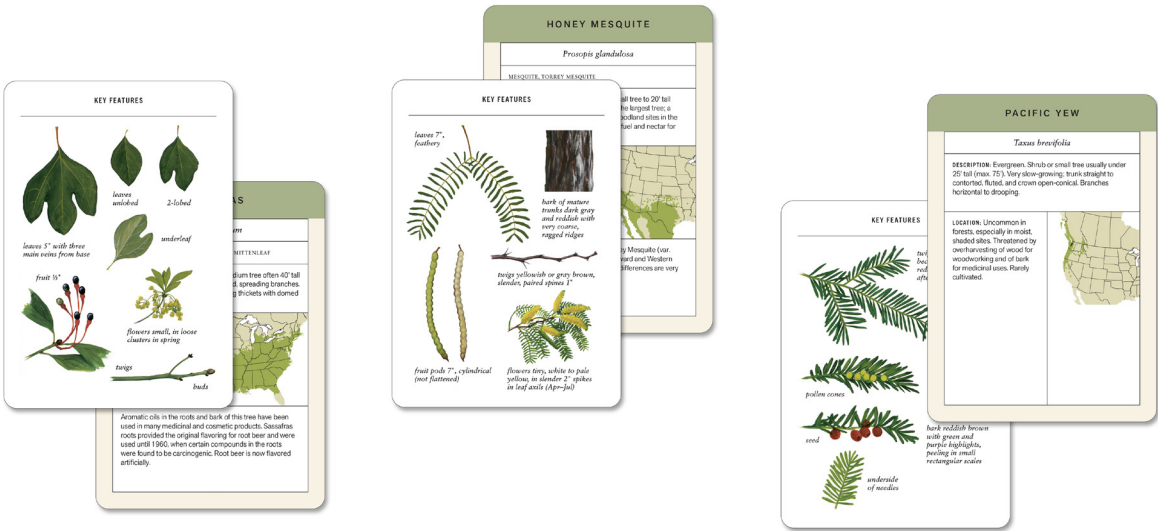 KEY FEATURES
leaves 5" with three
main veins from base
leaves
unlobed
2-lobed
underleaf
fruit ½"
flowers small, in loose
clusters in spring
twigs
buds
AS
um
MITTENLEAF
dium tree often 40' tall
d, spreading branches.
g thickets with domed
Aromatic oils in the roots and bark of this tree have been
used in many medicinal and cosmetic products. Sassafras
roots provided the original flavoring for root beer and were
used until 1960, when certain compounds in the roots
were found to be carcinogenic. Root beer is now flavored
artificially.
HONEY MESQUITE
Prosopis glandulosa
MESQUITE, TORREY MESQUITE
all tree to 20' tall
he largest tree; a
odland sites in the
fuel and nectar for
y Mesquite (var.
ward and Western
differences are very
KEY FEATURES
leaves 7",
feathery
bark of mature
trunks dark gray
and reddish with
very coarse,
ragged ridges
twigs yellowish or gray brown,
slender, paired spines 1"
fruit pods 7", cylindrical
(not flattened)
flowers tiny, white to pale
yellow, in slender 2" spikes
in leaf axils (Apr–Jul)
PACIFIC YEW
Taxus brevifolia
DESCRIPTION: Evergreen. Shrub or small tree usually under
25' tall (max. 75'). Very slow-growing; trunk straight to
contorted, fluted, and crown open-conical. Branches
horizontal to drooping.
LOCATION: Uncommon in
forests, especially in moist,
shaded sites. Threatened by
overharvesting of wood for
woodworking and of bark
for medicinal uses. Rarely
cultivated.
KEY FEATURES
twi
bec
red
afte
pollen cones
seed
bark reddish brown
with green and
purple highlights,
peeling in small
rectangular scales
underside
of needles